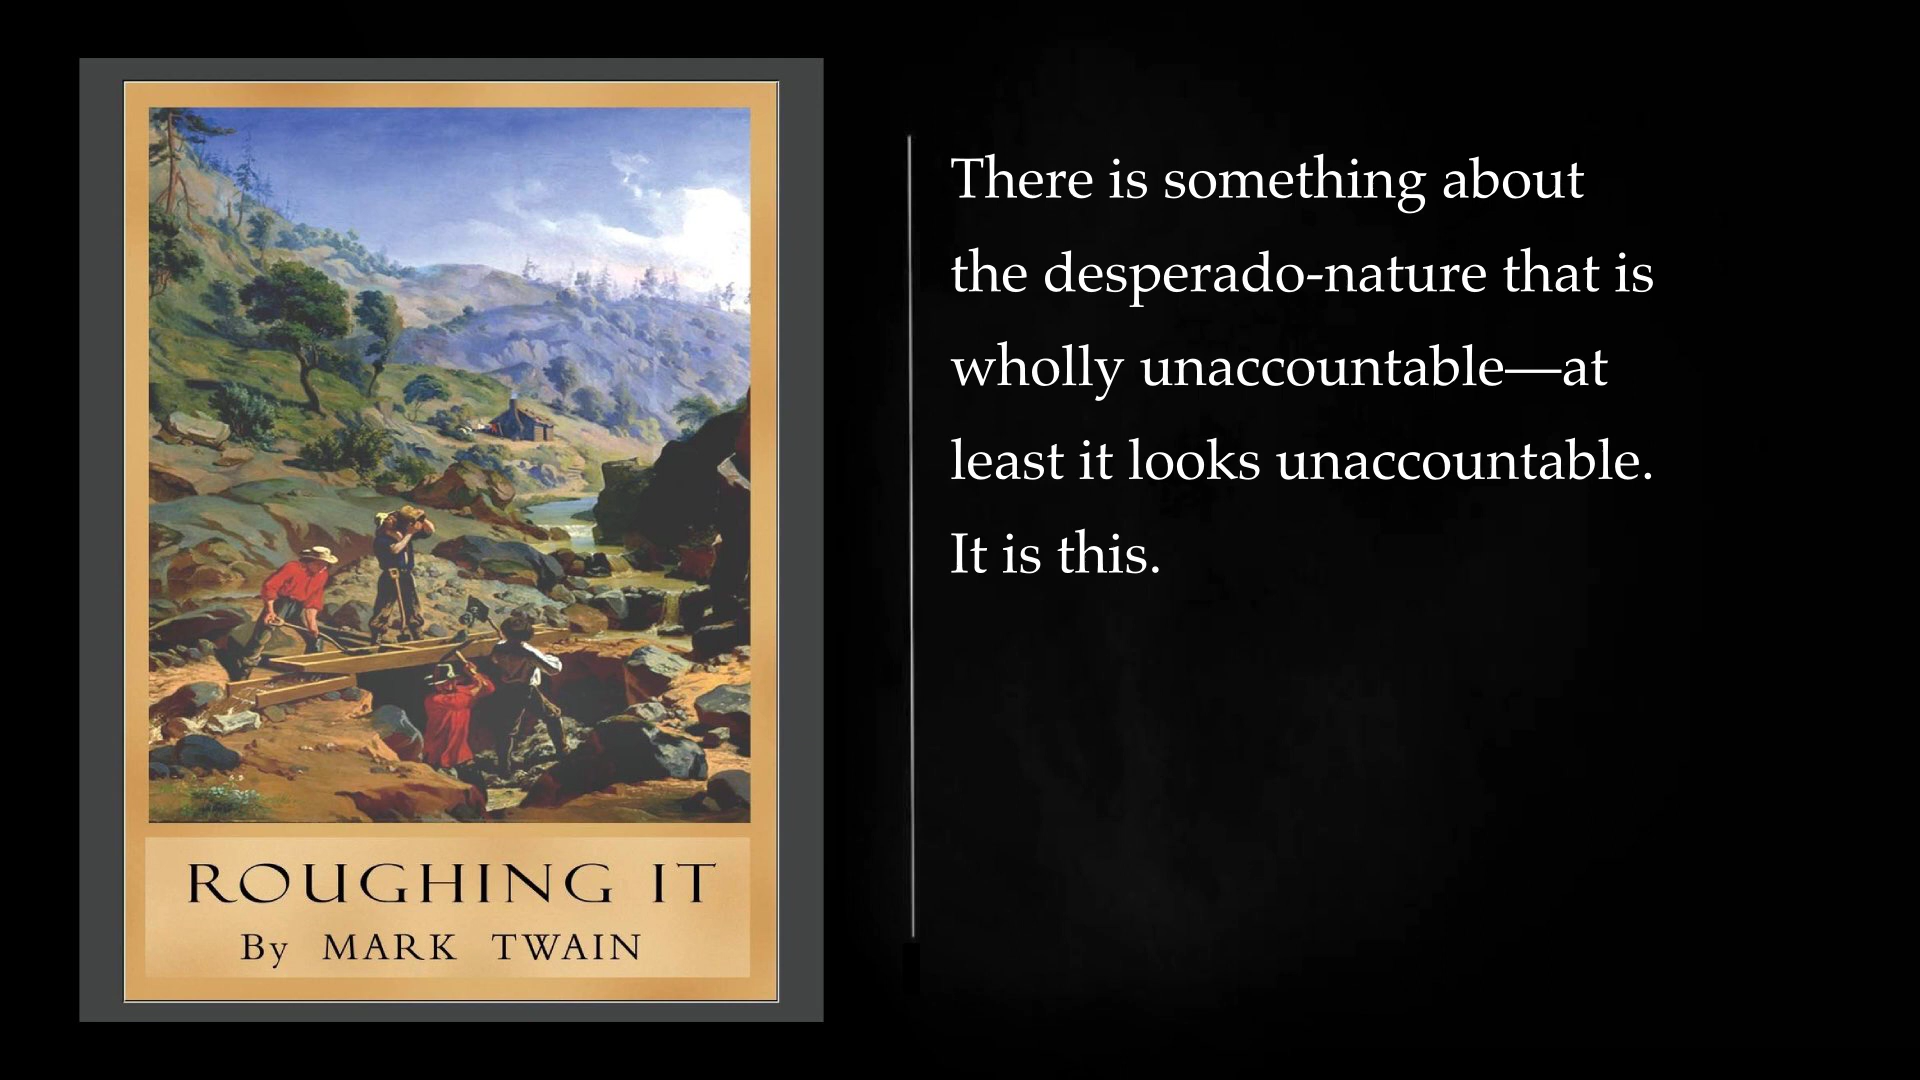 ROUGHING IT
By MARK TWAIN
There is something about
the desperado-nature that is
wholly unaccountable—at
least it looks unaccountable.
It is this.